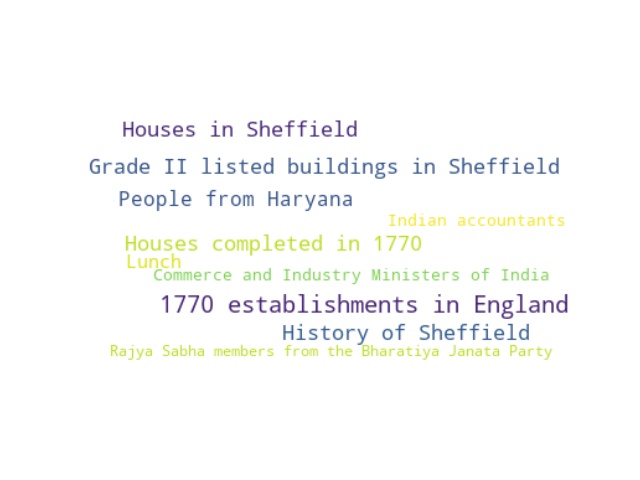 Houses in Sheffield
Grade II listed buildings in Sheffield
People from Haryana
Indian accountants
Houses completed in 1770
Lunch
Commerce and Industry Ministers of India
1770 establishments in England
History of Sheffield
Rajya Sabha members from the Bharatiya Janata Party